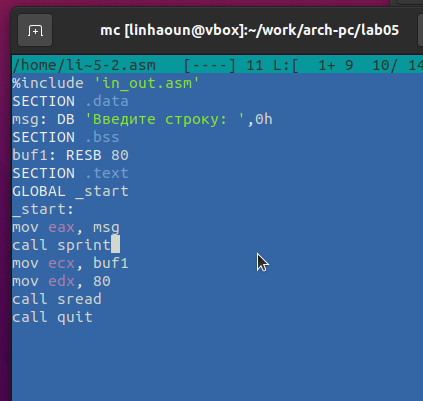 mc [linhaoun@vbox]:~/work/arch-pc/lab05
/home/li~5-2.asm [----] 11 L:[ 1+ 9 10/ 14
%include 'in_out.asm'
SECTION .data
msg: DB 'Введите строку: ',0h
SECTION .bss
buf1: RESB 80
SECTION .text
GLOBAL _start
_start:
mov eax, msg
call sprint
mov ecx, buf1
mov edx, 80
call sread
call quit